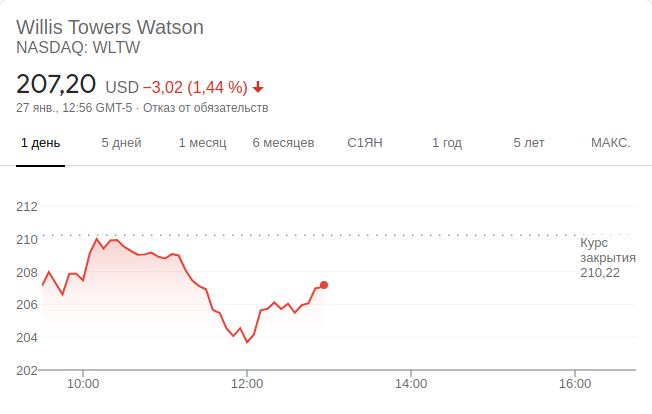 Willis Towers Watson
NASDAQ: WLTW
207,20 USD −3,02 (1,44 %)
27 янв., 12:56 GMT-5 · Отказ от обязательств
1 день 5 дней 1 месяц 6 месяцев С1ЯН 1 год 5 лет МАКС.
212
210
Курс
закрытия
210,22
208
206
204
202
10:00 12:00 14:00 16:00